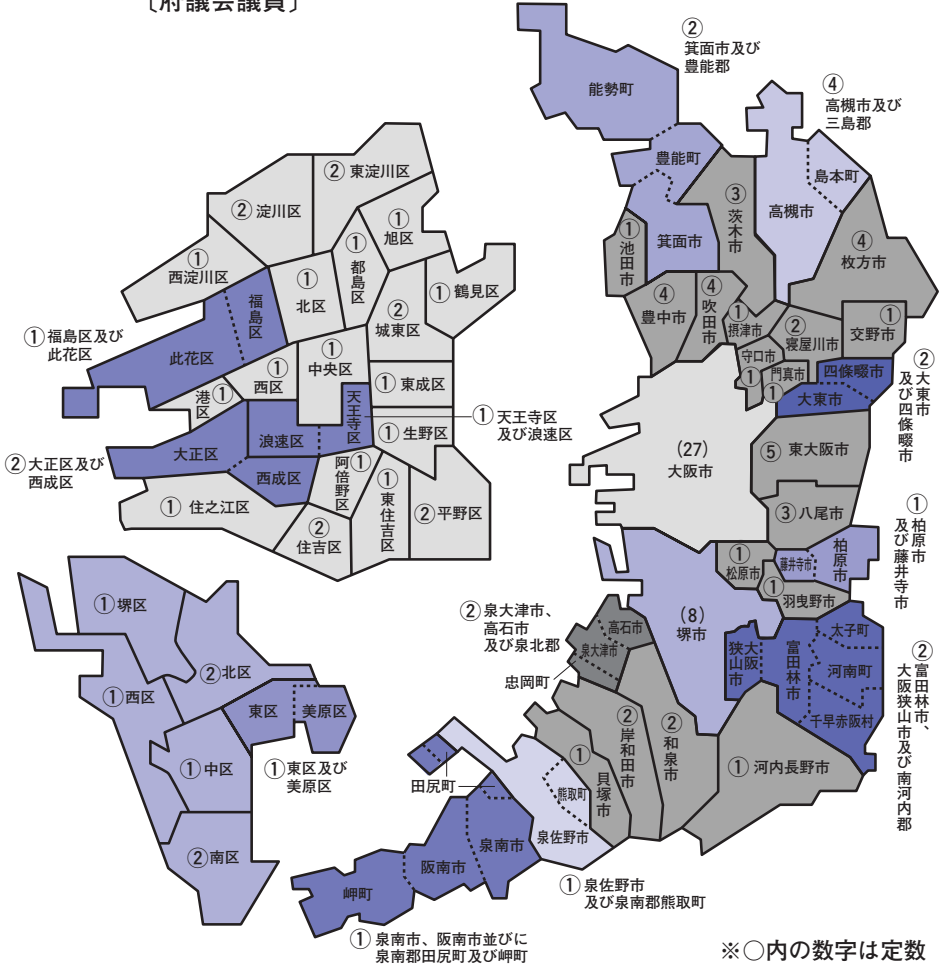 〔府議会議員〕
② 箕面市及び
豊能郡
能勢町
④
高槻市及び
三島郡
豊能町
島本町
② 東淀川区
③ 茨木市
高槻市
② 淀川区
① 旭区
箕面市
① 池田市
④
枚方市
①
西淀川区
① 都島区
①
北区
① 鶴見区
福島区
④
豊中市
④ 吹田市
①
摂津市
②
寝屋川市
①
交野市
②
城東区
① 福島区及び
此花区
此花区
①
中央区
守口市
①
門真市
①
四條畷市
大東市
② 大東市
及び四條畷市
①
西区
① 東成区
港区 ①
天王寺区
① 天王寺区
及び浪速区
浪速区
① 生野区
大正区
② 大正区及び
西成区
西成区
阿倍野区 ①
(27)
大阪市
⑤ 東大阪市
① 住之江区
① 東住吉区
② 平野区
②
住吉区
③ 八尾市
① 柏原市
及び藤井寺市
柏原市
藤井寺市
①
松原市
①
羽曳野市
① 堺区
② 泉大津市、
高石市
及び泉北郡
高石市
泉大津市
忠岡町
(8)
堺市
大阪
狭山市
富田林市
太子町
河南町
千早赤阪村
② 富田林市、
大阪狭山市及び南河内郡
② 北区
① 西区
東区
美原区
① 東区及び
美原区
① 中区
② 南区
② 岸和田市
② 和泉市
① 貝塚市
① 河内長野市
田尻町
熊取町
泉佐野市
泉南市
阪南市
岬町
① 泉佐野市
及び泉南郡熊取町
① 泉南市、阪南市並びに
泉南郡田尻町及び岬町
※○内の数字は定数